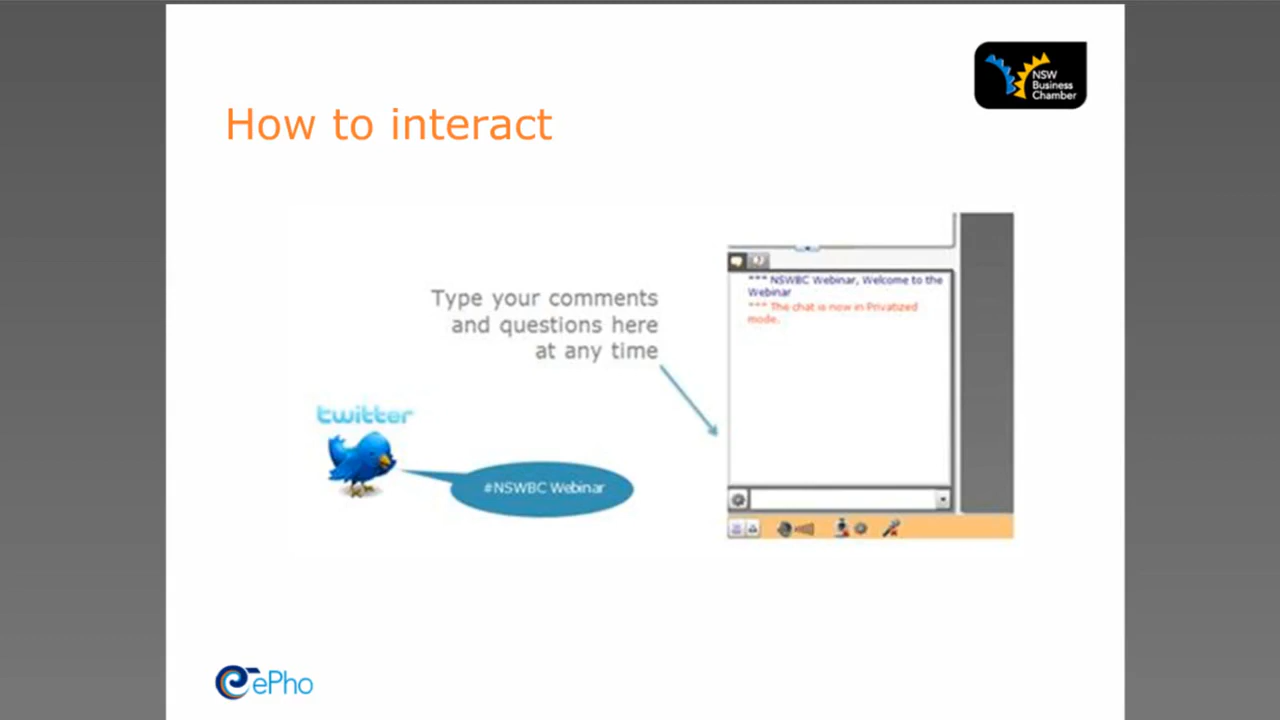 NSW
Business
Chamber
How to interact
Type your comments
and questions here
at any time
*** NSWBC Webinar, Welcome to the
Webinar
*** The chat is now in Privatized
mode.
twitter
#NSWBC Webinar
ePho